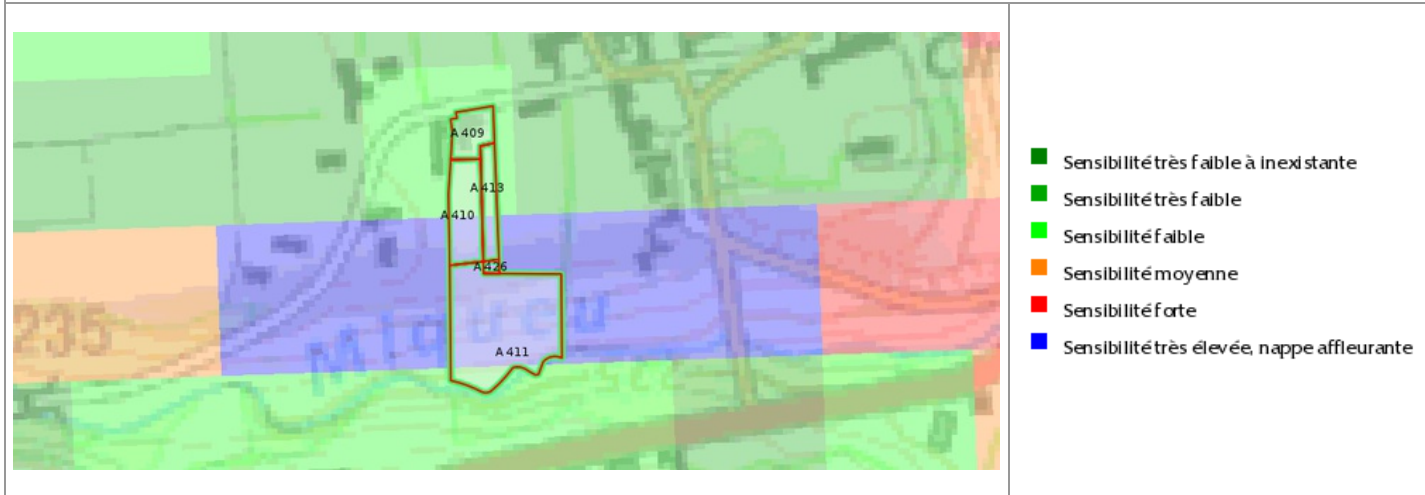 A 409
A 413
A 410
A 426
235
Miqueu
A 411
Sensibilité très faible à inexistante
Sensibilité très faible
Sensibilité faible
Sensibilité moyenne
Sensibilité forte
Sensibilité très élevée, nappe affleurante